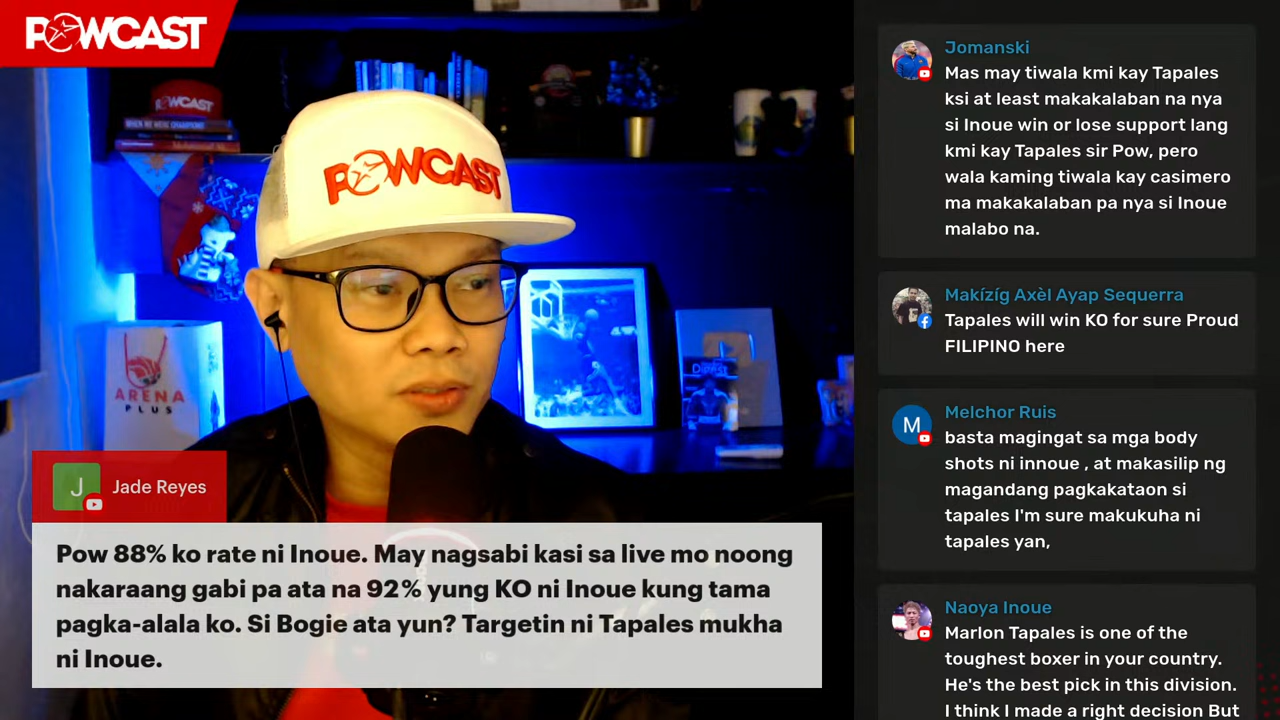 POWCAST
POWCAST
POWCAST
ARENA
PLUS
Digest
Jade Reyes
J
Pow 88% ko rate ni Inoue. May nagsabi kasi sa live mo noong
nakaraang gabi pa ata na 92% yung KO ni Inoue kung tama
pagka-alala ko. Si Bogie ata yun? Targetin ni Tapales mukha
ni Inoue.
Jomanski
Mas may tiwala kmi kay Tapales
ksi at least makakalaban na nya
si Inoue win or lose support lang
kmi kay Tapales sir Pow, pero
wala kaming tiwala kay casimero
ma makakalaban pa nya si Inoue
malabo na.
Makízíg Axèl Ayap Sequerra
Tapales will win KO for sure Proud
FILIPINO here
M
Melchor Ruis
basta magingat sa mga body
shots ni innoue , at makasilip ng
magandang pagkakataon si
tapales I'm sure makukuha ni
tapales yan,
Naoya Inoue
Marlon Tapales is one of the
toughest boxer in your country.
He's the best pick in this division.
I think I made a right decision But